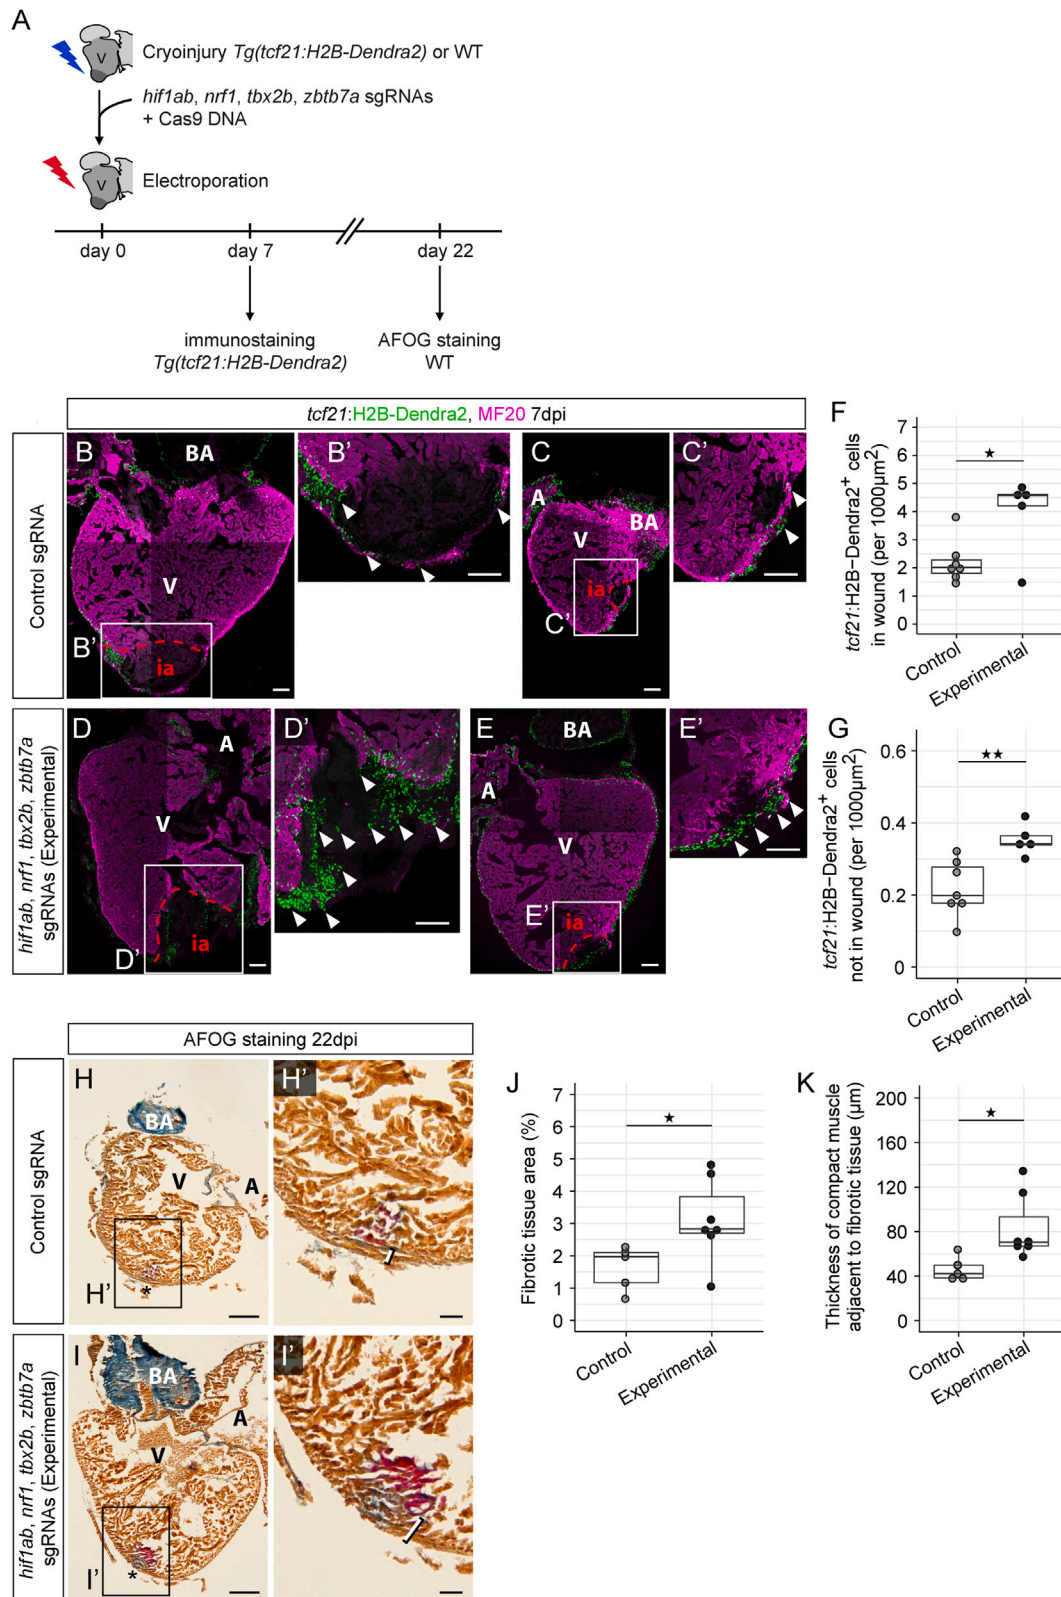 A
V
Cryoinjury Tg(tcf21:H2B-Dendra2) or WT
hif1ab, nrf1, tbx2b, zbtb7a sgRNAs
+ Cas9 DNA
V
Electroporation
day 0
day 7
day 22
immunostaining
Tg(tcf21:H2B-Dendra2)
AFOG staining
WT
tcf21:H2B-Dendra2, MF20 7dpi
Control sgRNA
B
BA
V
B'
ia
B'
C
A
BA
V
ia
C'
C'
hif1ab, nrf1, tbx2b, zbtb7a
sgRNAs (Experimental)
D
A
V
D'
ia
D'
E
BA
A
V
E'
ia
E'
F
tcf21:H2B−Dendra2+ cells
in wound (per 1000µm2)
7
6
5
4
3
2
1
0
★
Control
Experimental
G
tcf21:H2B−Dendra2+ cells
not in wound (per 1000µm2)
0.6
0.4
0.2
0
★★
Control
Experimental
AFOG staining 22dpi
Control sgRNA
H
BA
V
A
H'
*
H'
hif1ab, nrf1, tbx2b, zbtb7a
sgRNAs (Experimental)
I
BA
A
V
I'
*
I'
J
Fibrotic tissue area (%)
7
6
5
4
3
2
1
0
★
Control
Experimental
K
Thickness of compact muscle
adjacent to fibrotic tissue (µm)
200
160
120
80
40
0
★
Control
Experimental